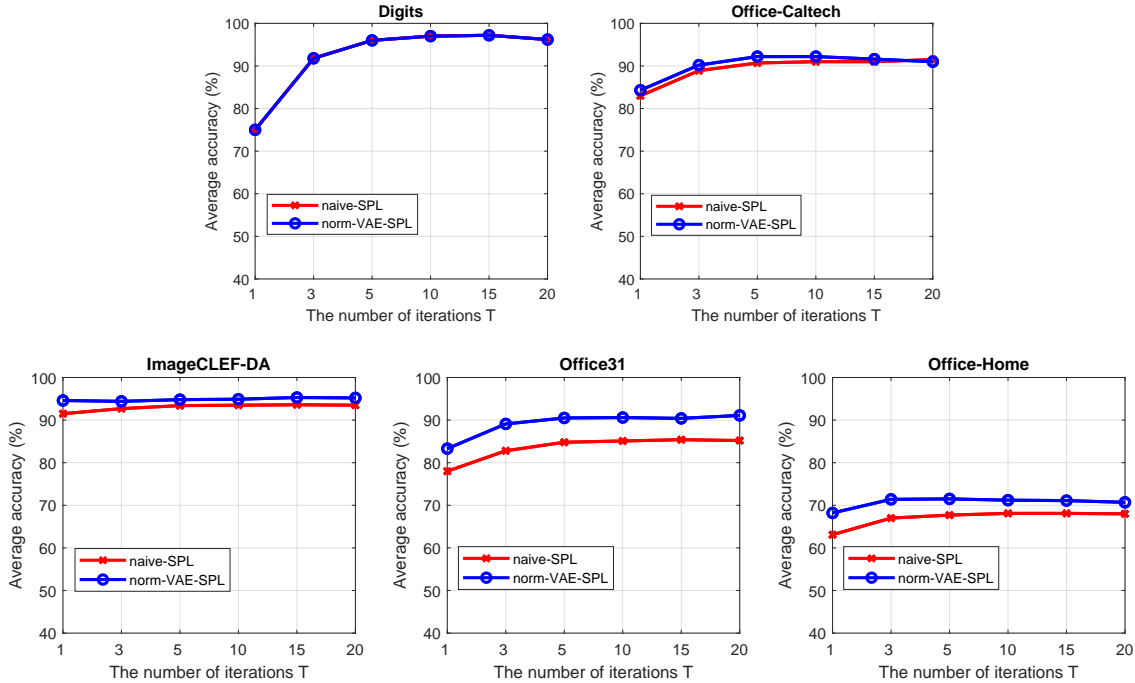 Digits
Average accuracy (%)
100
90
80
70
60
50
40
naive-SPL
norm-VAE-SPL
1 3 5 10 15 20
The number of iterations T
Office-Caltech
Average accuracy (%)
100
90
80
70
60
50
40
naive-SPL
norm-VAE-SPL
1 3 5 10 15 20
The number of iterations T
ImageCLEF-DA
Average accuracy (%)
100
90
80
70
60
50
40
naive-SPL
norm-VAE-SPL
1 3 5 10 15 20
The number of iterations T
Office31
Average accuracy (%)
100
90
80
70
60
50
40
naive-SPL
norm-VAE-SPL
1 3 5 10 15 20
The number of iterations T
Office-Home
Average accuracy (%)
100
90
80
70
60
50
40
naive-SPL
norm-VAE-SPL
1 3 5 10 15 20
The number of iterations T